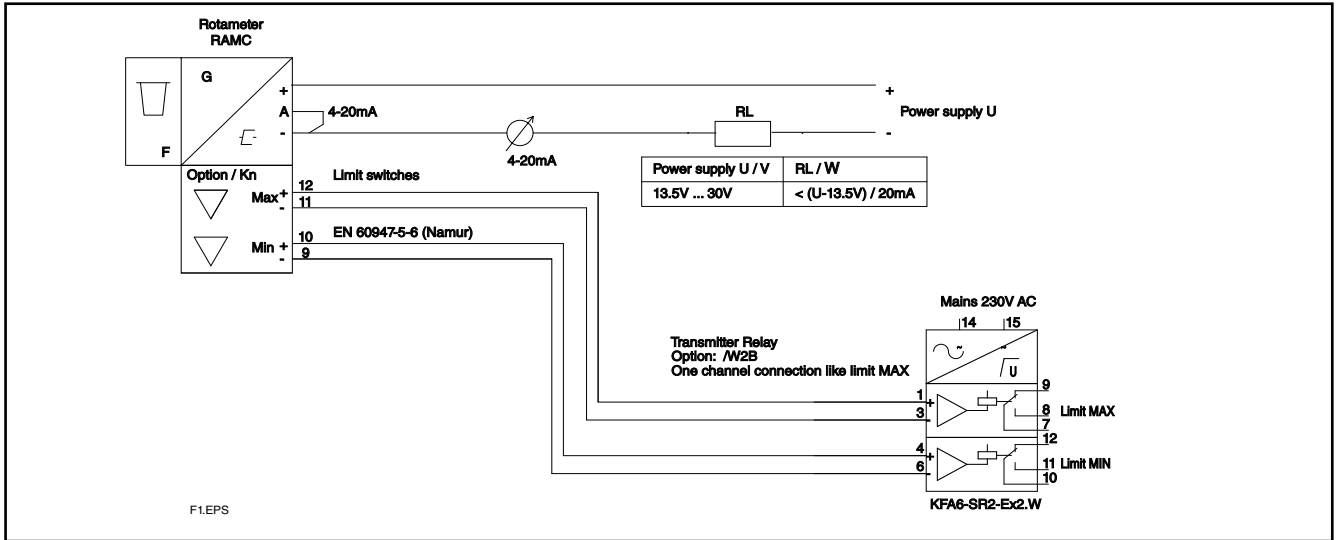 Rotameter
RAMC
G
F
+
A
-
4-20mA
4-20mA
RL
+
-
Power supply U
Power supply U / V RL / W
13.5V ... 30V < (U-13.5V) / 20mA
Option / Kn
Max + 12
- 11
Limit switches
Min + 10
- 9
EN 60947-5-6 (Namur)
Mains 230V AC
14 15
~ ~
U
Transmitter Relay
Option: /W2B
One channel connection like limit MAX
1 +
3 -
9
8 Limit MAX
7
4 +
6 -
12
11 Limit MIN
10
KFA6-SR2-Ex2.W
F1.EPS